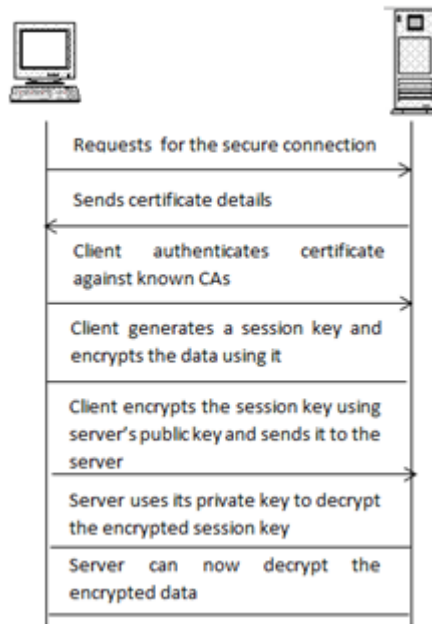 Requests for the secure connection
Sends certificate details
Client authenticates certificate
against known CAs
Client generates a session key and
encrypts the data using it
Client encrypts the session key using
server's public key and sends it to the
server
Server uses its private key to decrypt
the encrypted session key
Server can now decrypt the
encrypted data